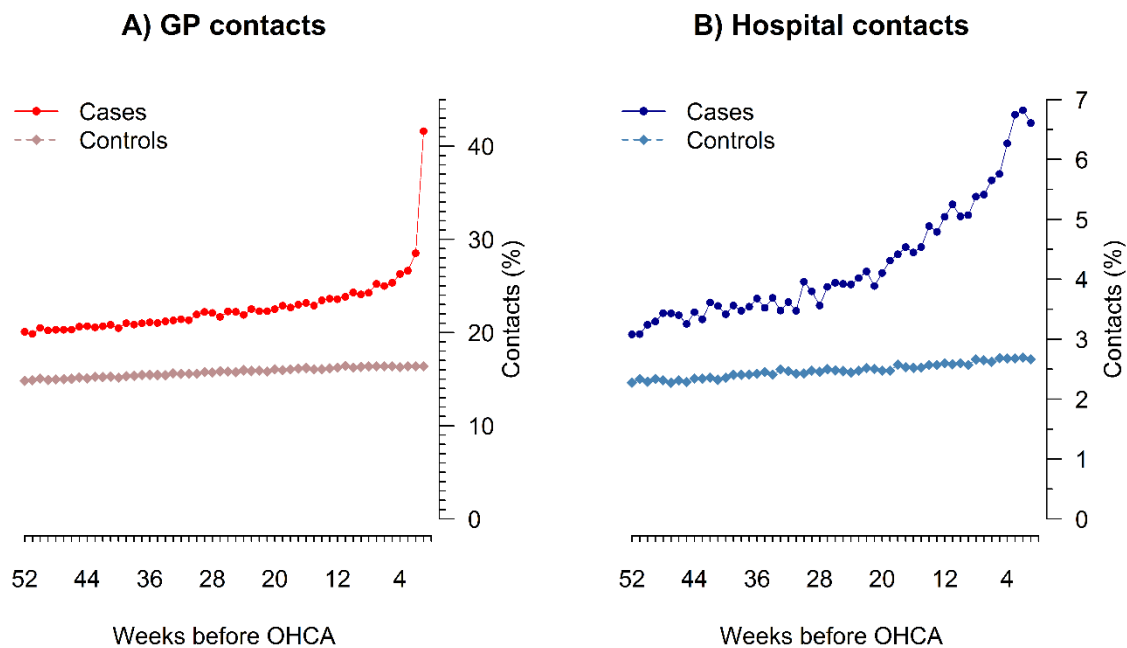 A) GP contacts
Cases
Controls
40
30
20
10
0
Contacts (%)
52 44 36 28 20 12 4
Weeks before OHCA
B) Hospital contacts
Cases
Controls
7
6
5
4
3
2
1
0
Contacts (%)
52 44 36 28 20 12 4
Weeks before OHCA